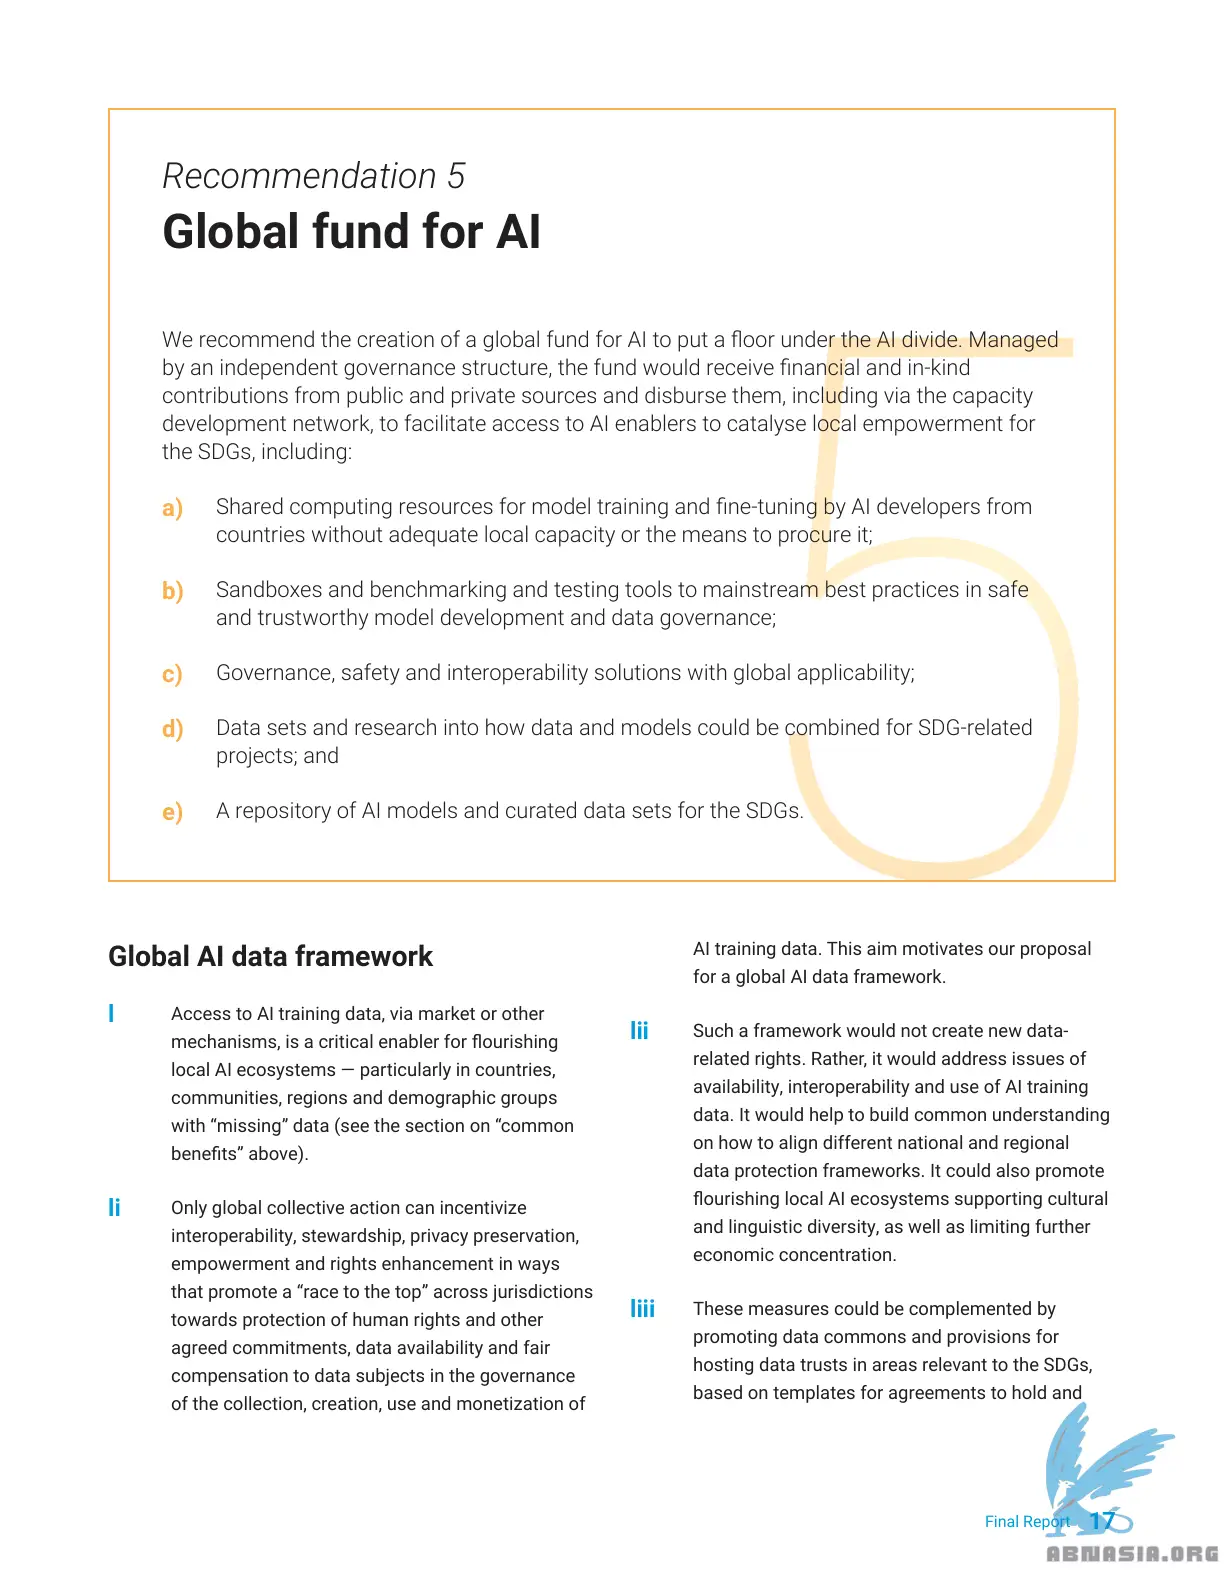 Recommendation 5
Global fund for AI
We recommend the creation of a global fund for AI to put a floor under the AI divide. Managed
by an independent governance structure, the fund would receive financial and in-kind
contributions from public and private sources and disburse them, including via the capacity
development network, to facilitate access to AI enablers to catalyse local empowerment for
the SDGs, including:
a) Shared computing resources for model training and fine-tuning by AI developers from
countries without adequate local capacity or the means to procure it;
b) Sandboxes and benchmarking and testing tools to mainstream best practices in safe
and trustworthy model development and data governance;
c) Governance, safety and interoperability solutions with global applicability;
d) Data sets and research into how data and models could be combined for SDG-related
projects; and
e) A repository of AI models and curated data sets for the SDGs.
5
Global AI data framework
l Access to AI training data, via market or other
mechanisms, is a critical enabler for flourishing
local AI ecosystems — particularly in countries,
communities, regions and demographic groups
with “missing” data (see the section on “common
benefits” above).
li Only global collective action can incentivize
interoperability, stewardship, privacy preservation,
empowerment and rights enhancement in ways
that promote a “race to the top” across jurisdictions
towards protection of human rights and other
agreed commitments, data availability and fair
compensation to data subjects in the governance
of the collection, creation, use and monetization of
AI training data. This aim motivates our proposal
for a global AI data framework.
lii Such a framework would not create new data-
related rights. Rather, it would address issues of
availability, interoperability and use of AI training
data. It would help to build common understanding
on how to align different national and regional
data protection frameworks. It could also promote
flourishing local AI ecosystems supporting cultural
and linguistic diversity, as well as limiting further
economic concentration.
liii These measures could be complemented by
promoting data commons and provisions for
hosting data trusts in areas relevant to the SDGs,
based on templates for agreements to hold and
Final Report 17
ABNASIA.ORG